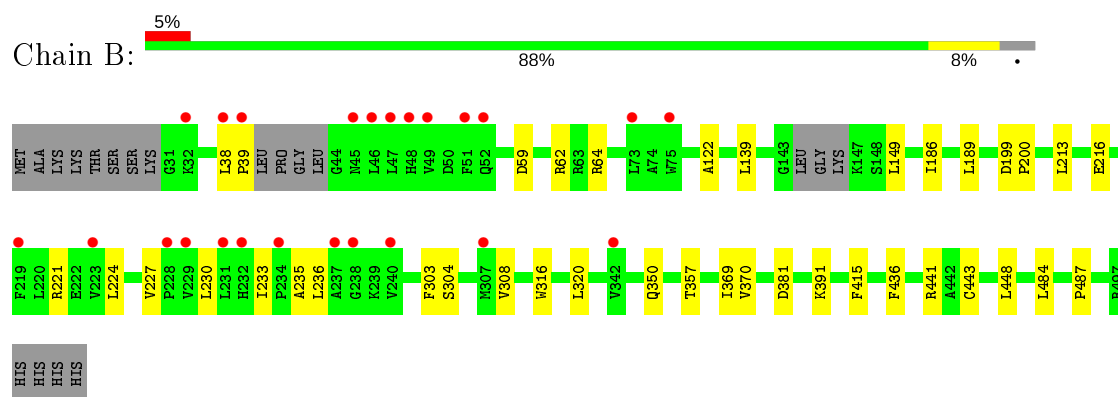 5%
Chain B:
88% 8% •
MET ALA LYS LYS THR SER SER LYS G31 K32 L38 P39 LEU PRO GLY LEU G44 N45 L46 L47 H48 V49 D50 F51 Q52 D59 R62 R63 R64 L73 A74 W75 A122 L139 G143 LEU GLY LYS K147 S148 L149 I186 L189 D199 P200 L213 E216
F219 L220 R221 E222 V223 L224 V227 P228 V229 L230 L231 H232 I233 P234 A235 L236 A237 G238 K239 V240 F303 S304 M307 V308 W316 L320 V342 Q350 T357 I369 V370 D381 K391 F415 F436 R441 A442 C443 L448 L484 P487
HIS HIS HIS HIS